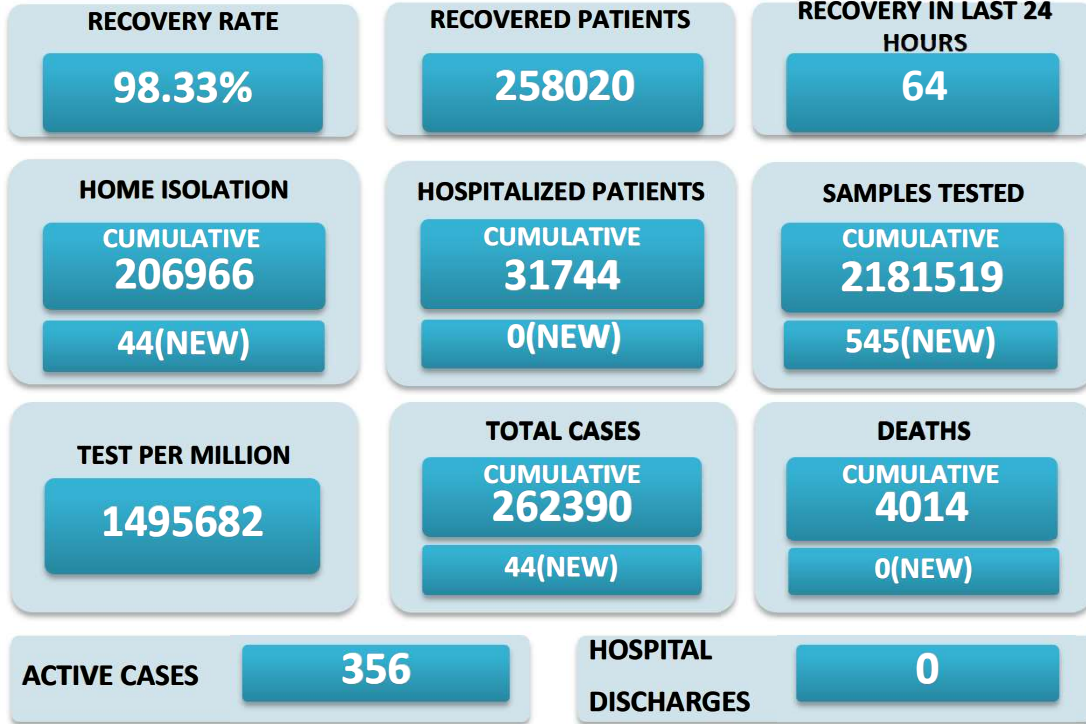 RECOVERY RATE
98.33%
RECOVERED PATIENTS
258020
RECOVERY IN LAST 24
HOURS
64
HOME ISOLATION
CUMULATIVE
206966
44(NEW)
HOSPITALIZED PATIENTS
CUMULATIVE
31744
0(NEW)
SAMPLES TESTED
CUMULATIVE
2181519
545(NEW)
TEST PER MILLION
1495682
TOTAL CASES
CUMULATIVE
262390
44(NEW)
DEATHS
CUMULATIVE
4014
0(NEW)
ACTIVE CASES
356
HOSPITAL
DISCHARGES
0